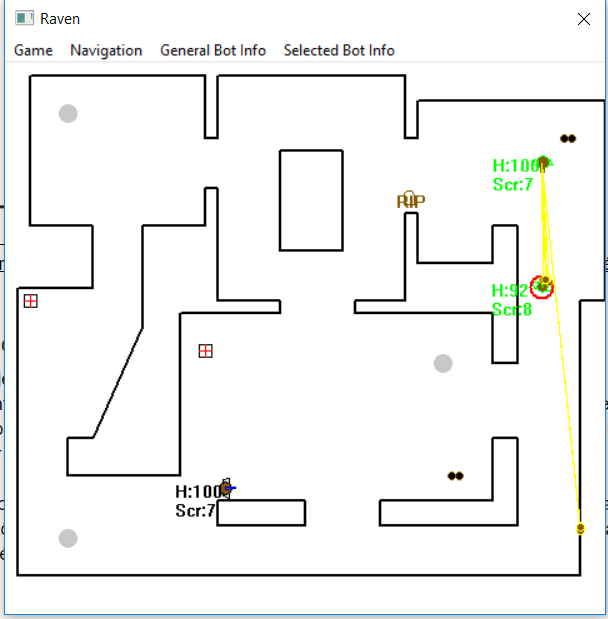 Raven
Game Navigation General Bot Info Selected Bot Info
H:100
Scr:7
RIP
H:92
Scr:8
H:100
Scr:7